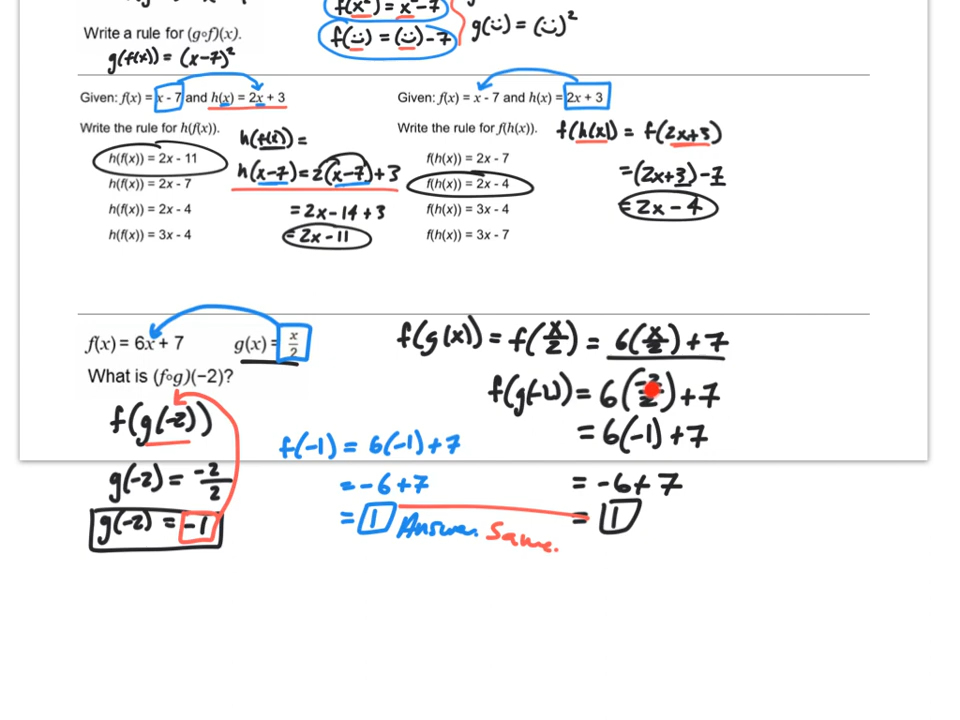 f(x²) = x² - 7
f(☺) = (☺) - 7
g(☺) = (☺)²
Write a rule for (g∘f)(x).
g(f(x)) = (x-7)²
Given: f(x) = x - 7 and h(x) = 2x + 3
Write the rule for h(f(x)).
h(f(x)) = 2x - 11
h(f(x)) = 2x - 7
h(f(x)) = 2x - 4
h(f(x)) = 3x - 4
h(f(x)) =
h(x-7) = 2(x-7) + 3
= 2x - 14 + 3
= 2x - 11
Given: f(x) = x - 7 and h(x) = 2x + 3
Write the rule for f(h(x)).
f(h(x)) = 2x - 7
f(h(x)) = 2x - 4
f(h(x)) = 3x - 4
f(h(x)) = 3x - 7
f(h(x)) = f(2x+3)
= (2x+3) - 7
= 2x - 4
f(x) = 6x + 7 g(x) = x/2
What is (f∘g)(-2)?
f(g(-2))
g(-2) = -2/2
g(-2) = -1
f(-1) = 6(-1) + 7
= -6 + 7
= 1 Answer. Same.
f(g(x)) = f(x/2) = 6(x/2) + 7
f(g(-2)) = 6(-2/2) + 7
= 6(-1) + 7
= -6 + 7
= 1